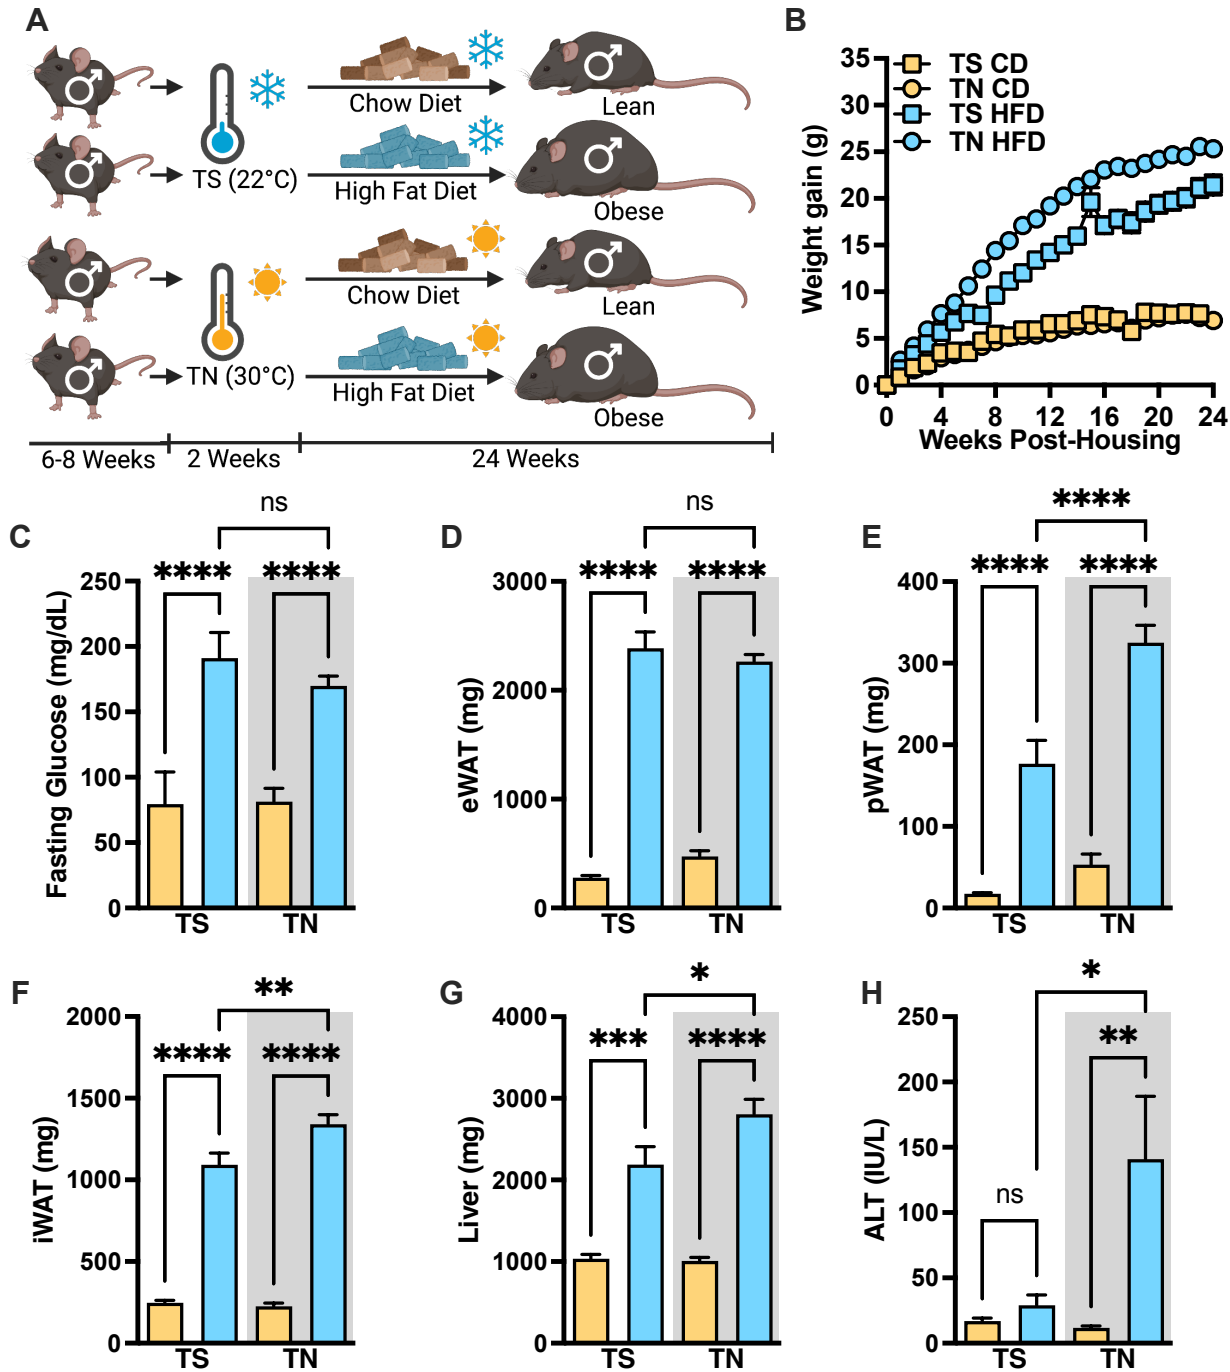 A
Chow Diet
Lean
TS (22°C)
High Fat Diet
Obese
Chow Diet
Lean
TN (30°C)
High Fat Diet
Obese
6-8 Weeks
2 Weeks
24 Weeks
B
Weight gain (g)
35
30
25
20
15
10
5
0
TS CD
TN CD
TS HFD
TN HFD
0 4 8 12 16 20 24
Weeks Post-Housing
C
Fasting Glucose (mg/dL)
ns
**** ****
250
200
150
100
50
0
TS TN
D
eWAT (mg)
ns
**** ****
3000
2000
1000
0
TS TN
E
pWAT (mg)
****
**** ****
400
300
200
100
0
TS TN
F
iWAT (mg)
**
**** ****
2000
1500
1000
500
0
TS TN
G
Liver (mg)
*
*** ****
4000
3000
2000
1000
0
TS TN
H
ALT (IU/L)
*
**
ns
250
200
150
100
50
0
TS TN